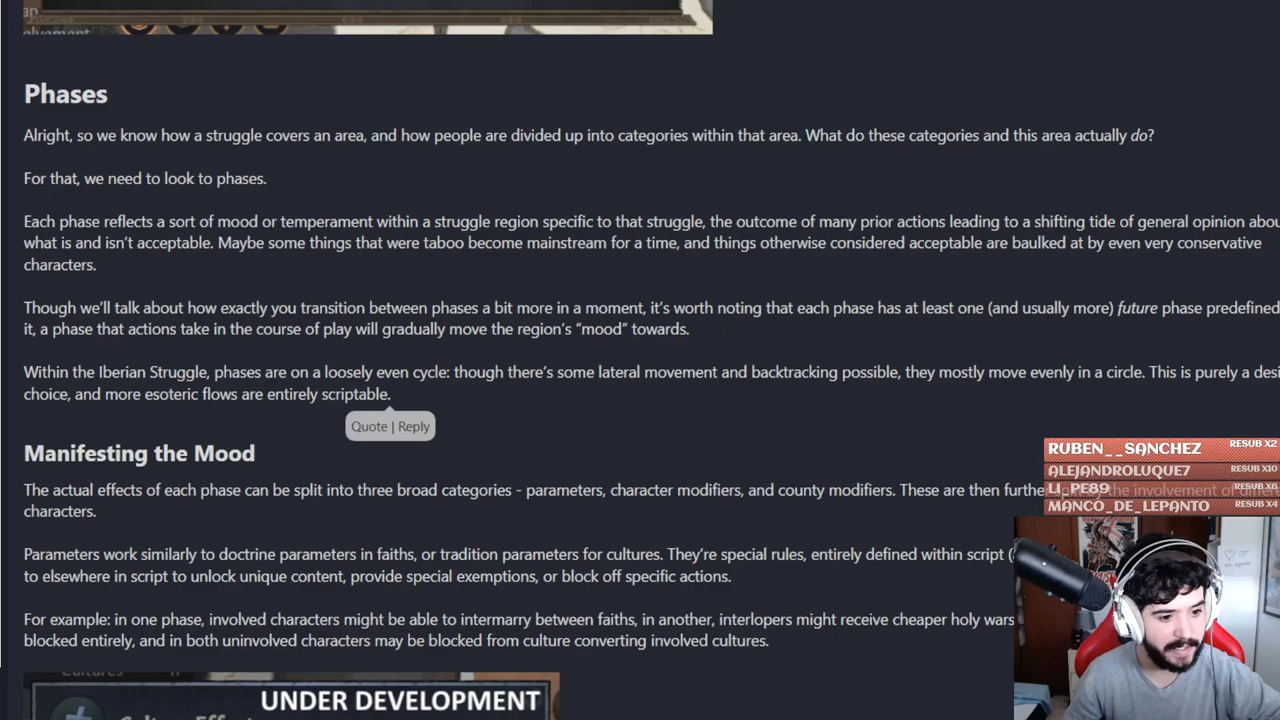 Phases
Alright, so we know how a struggle covers an area, and how people are divided up into categories within that area. What do these categories and this area actually do?
For that, we need to look to phases.
Each phase reflects a sort of mood or temperament within a struggle region specific to that struggle, the outcome of many prior actions leading to a shifting tide of general opinion
what is and isn't acceptable. Maybe some things that were taboo become mainstream for a time, and things otherwise considered acceptable are baulked at by even very conservative
characters.
Though we'll talk about how exactly you transition between phases a bit more in a moment, it's worth noting that each phase has at least one (and usually more) future phase predefined
it, a phase that actions take in the course of play will gradually move the region's "mood" towards.
Within the Iberian Struggle, phases are on a loosely even cycle: though there's some lateral movement and backtracking possible, they mostly move evenly in a circle. This is purely a
choice, and more esoteric flows are entirely scriptable.
Quote | Reply
Manifesting the Mood
RUBEN__SANCHEZ RESUB X2
ALEJANDROLUQUE7 RESUB X10
The actual effects of each phase can be split into three broad categories - parameters, character modifiers, and county modifiers. These are then
LI_PE89 RESUB X6
characters.
MANCO_DE_LEPANTO RESUB X4
Parameters work similarly to doctrine parameters in faiths, or tradition parameters for cultures. They're special rules, entirely defined within script
to elsewhere in script to unlock unique content, provide special exemptions, or block off specific actions.
For example: in one phase, involved characters might be able to intermarry between faiths, in another, interlopers might receive cheaper holy wars
blocked entirely, and in both uninvolved characters may be blocked from culture converting involved cultures.
UNDER DEVELOPMENT